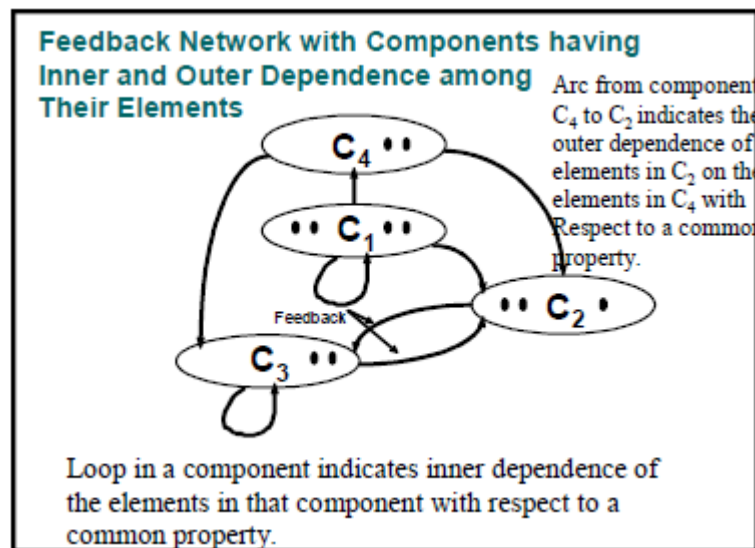 Feedback Network with Components having
Inner and Outer Dependence among
Their Elements
Arc from component
C₄ to C₂ indicates the
outer dependence of
elements in C₂ on the
elements in C₄ with
Respect to a common
property.
C₄
C₁
C₂
Feedback
C₃
Loop in a component indicates inner dependence of
the elements in that component with respect to a
common property.